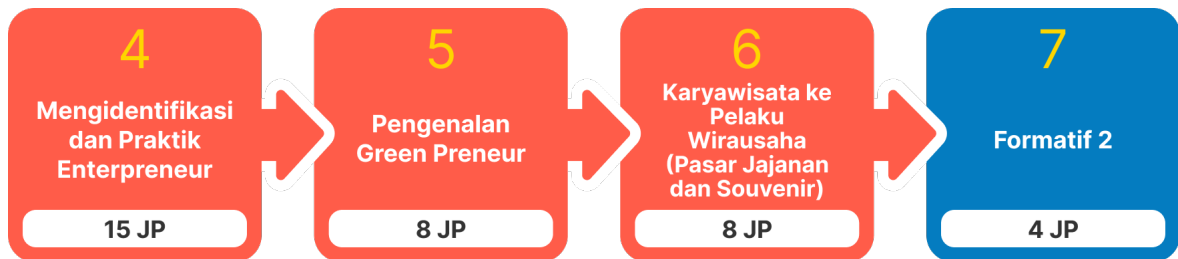 4
Mengidentifikasi
dan Praktik
Enterpreneur
15 JP
5
Pengenalan
Green Preneur
8 JP
6
Karyawisata ke
Pelaku
Wirausaha
(Pasar Jajanan
dan Souvenir)
8 JP
7
Formatif 2
4 JP